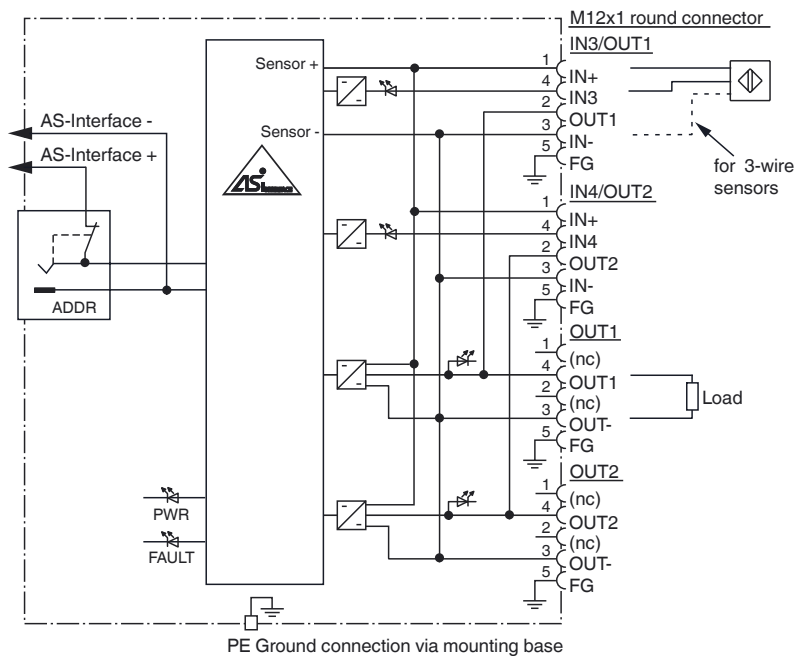 M12x1 round connector
IN3/OUT1
Sensor +
1
IN+
4
IN3
2
OUT1
Sensor -
3
IN-
5
FG
for 3-wire
sensors
AS-Interface -
AS-Interface +
ADDR
IN4/OUT2
1
IN+
4
IN4
2
OUT2
3
IN-
5
FG
OUT1
1
(nc)
4
OUT1
2
(nc)
3
OUT-
5
FG
Load
OUT2
1
(nc)
4
OUT2
2
(nc)
3
OUT-
5
FG
PWR
FAULT
PE Ground connection via mounting base